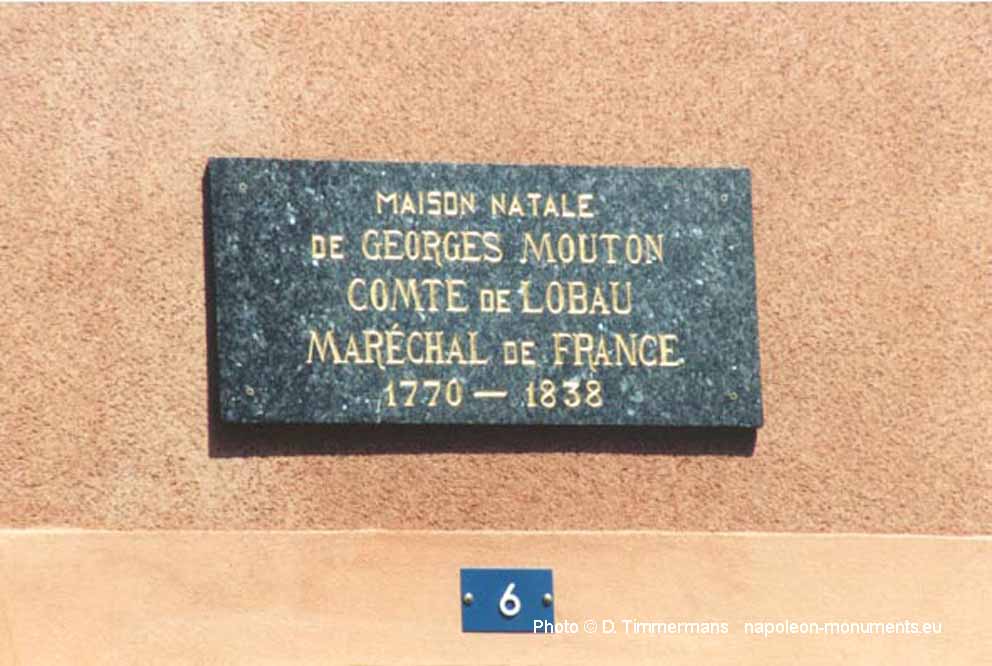 MAISON NATALE
DE GEORGES MOUTON
COMTE DE LOBAU
MARÉCHAL DE FRANCE
1770 — 1838
6
Photo © D. Timmermans napoleon-monuments.eu